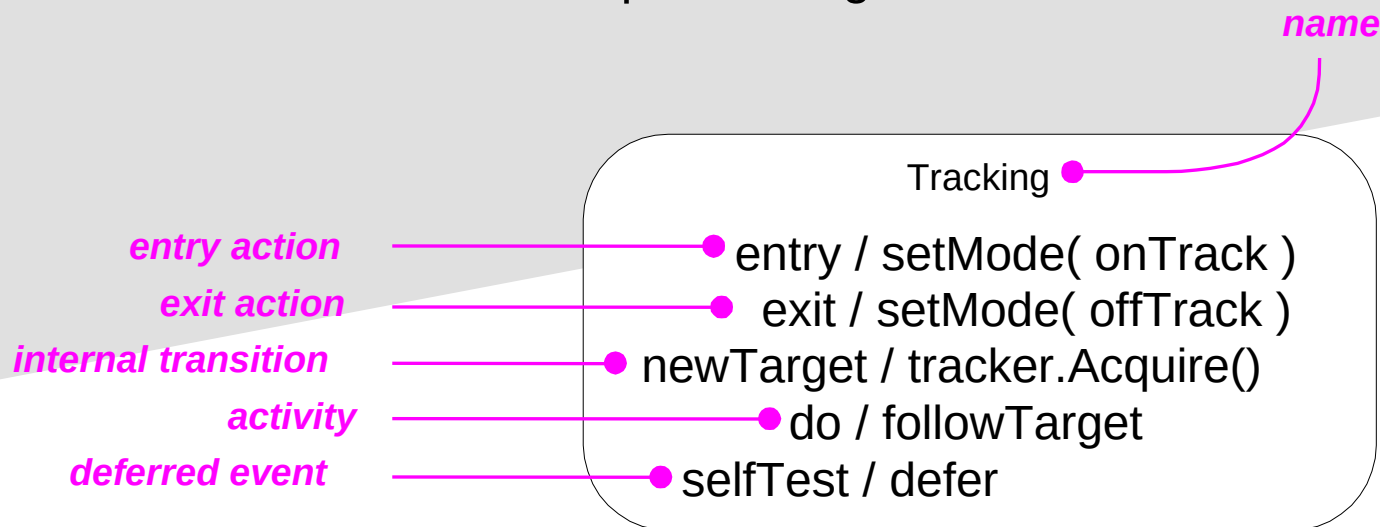 name
Tracking
entry action
entry / setMode( onTrack )
exit action
exit / setMode( offTrack )
internal transition
newTarget / tracker.Acquire()
activity
do / followTarget
deferred event
selfTest / defer